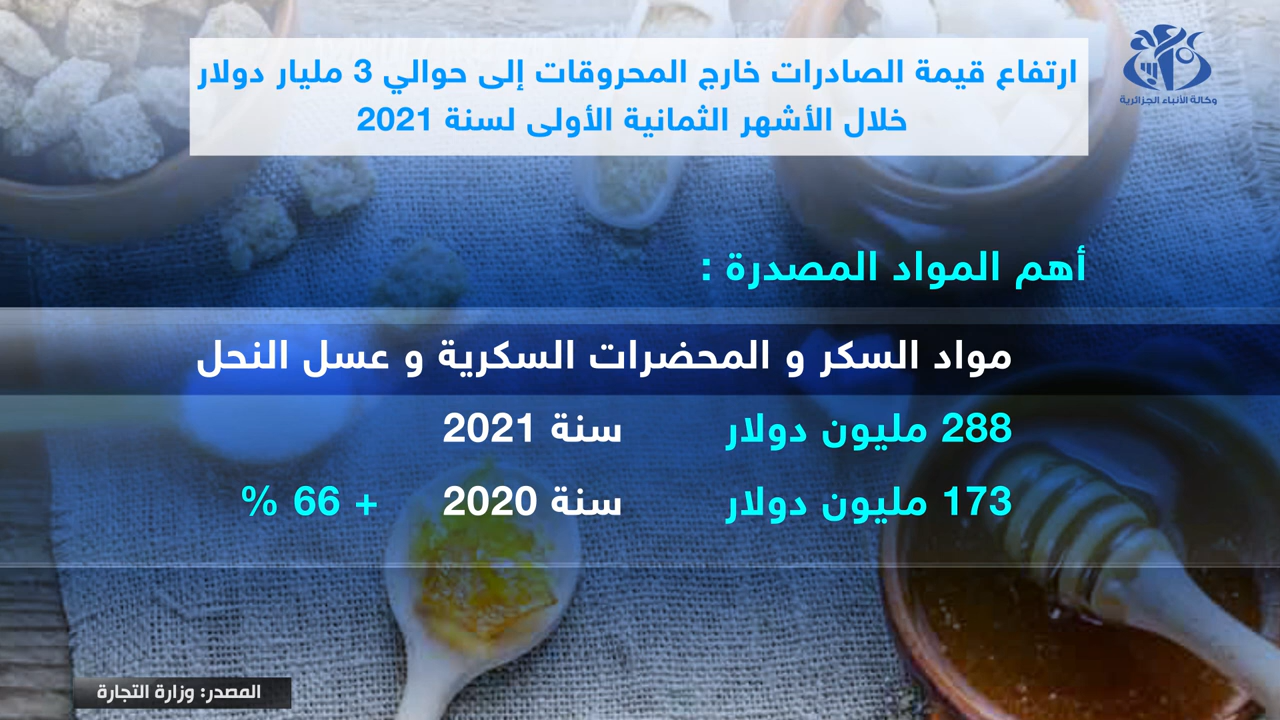 وكالة الأنباء الجزائرية
ارتفاع قيمة الصادرات خارج المحروقات إلى حوالي 3 مليار دولار
خلال الأشهر الثمانية الأولى لسنة 2021
أهم المواد المصدرة :
مواد السكر و المحضرات السكرية و عسل النحل
288 مليون دولار سنة 2021
173 مليون دولار سنة 2020 + 66 %
المصدر: وزارة التجارة